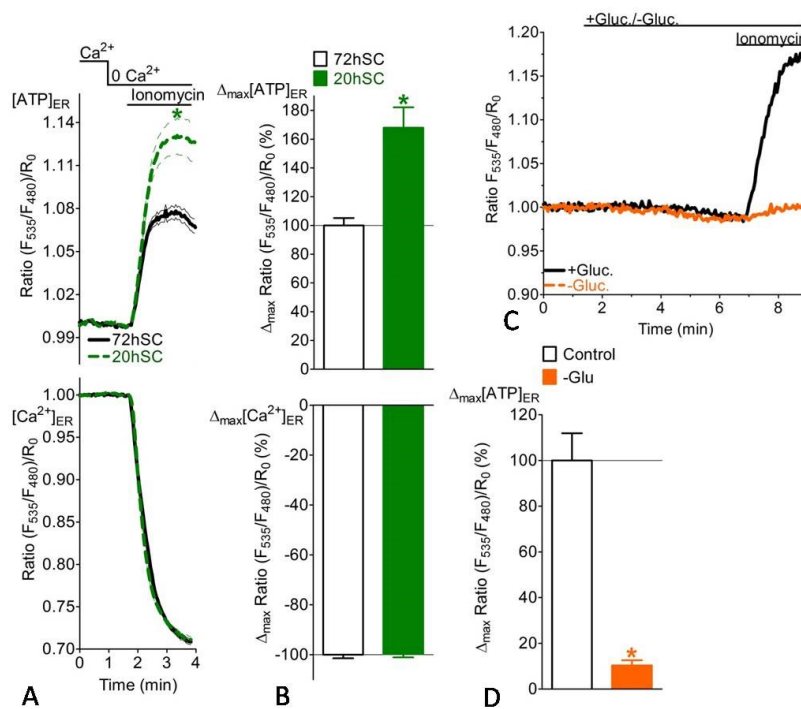 Ca²⁺
0 Ca²⁺
Ionomycin
[ATP]ER
*
1.14
1.11
1.08
1.05
1.02
0.99
Ratio (F535/F480)/R0
72hSC
20hSC
[Ca²⁺]ER
1.00
0.95
0.90
0.85
0.80
0.75
0.70
Ratio (F535/F480)/R0
0 1 2 3 4
Time (min)
A
72hSC
20hSC
Δmax[ATP]ER
*
180
160
140
120
100
80
60
40
20
0
Δmax Ratio (F535/F480)/R0 (%)
Δmax[Ca²⁺]ER
0
-20
-40
-60
-80
-100
Δmax Ratio (F535/F480)/R0 (%)
B
+Gluc./-Gluc.
Ionomycin
1.20
1.15
1.10
1.05
1.00
0.95
0.90
Ratio F535/F480/R0
+Gluc.
-Gluc.
0 2 4 6 8
Time (min)
C
Control
-Glu
Δmax[ATP]ER
120
100
80
60
40
20
0
Δmax Ratio (F535/F480)/R0 (%)
*
D